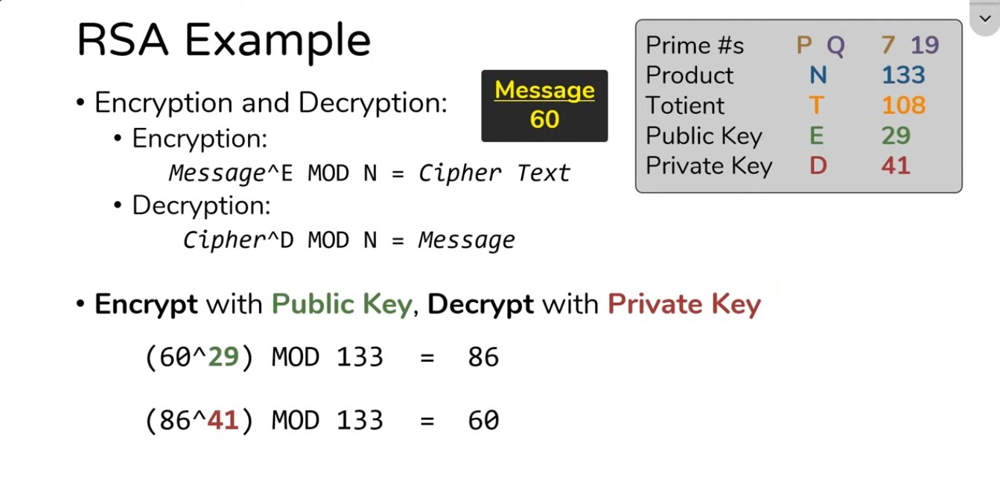 RSA Example
• Encryption and Decryption:
• Encryption:
Message^E MOD N = Cipher Text
• Decryption:
Cipher^D MOD N = Message
Message
60
Prime #s P Q 7 19
Product N 133
Totient T 108
Public Key E 29
Private Key D 41
• Encrypt with Public Key, Decrypt with Private Key
(60^29) MOD 133 = 86
(86^41) MOD 133 = 60